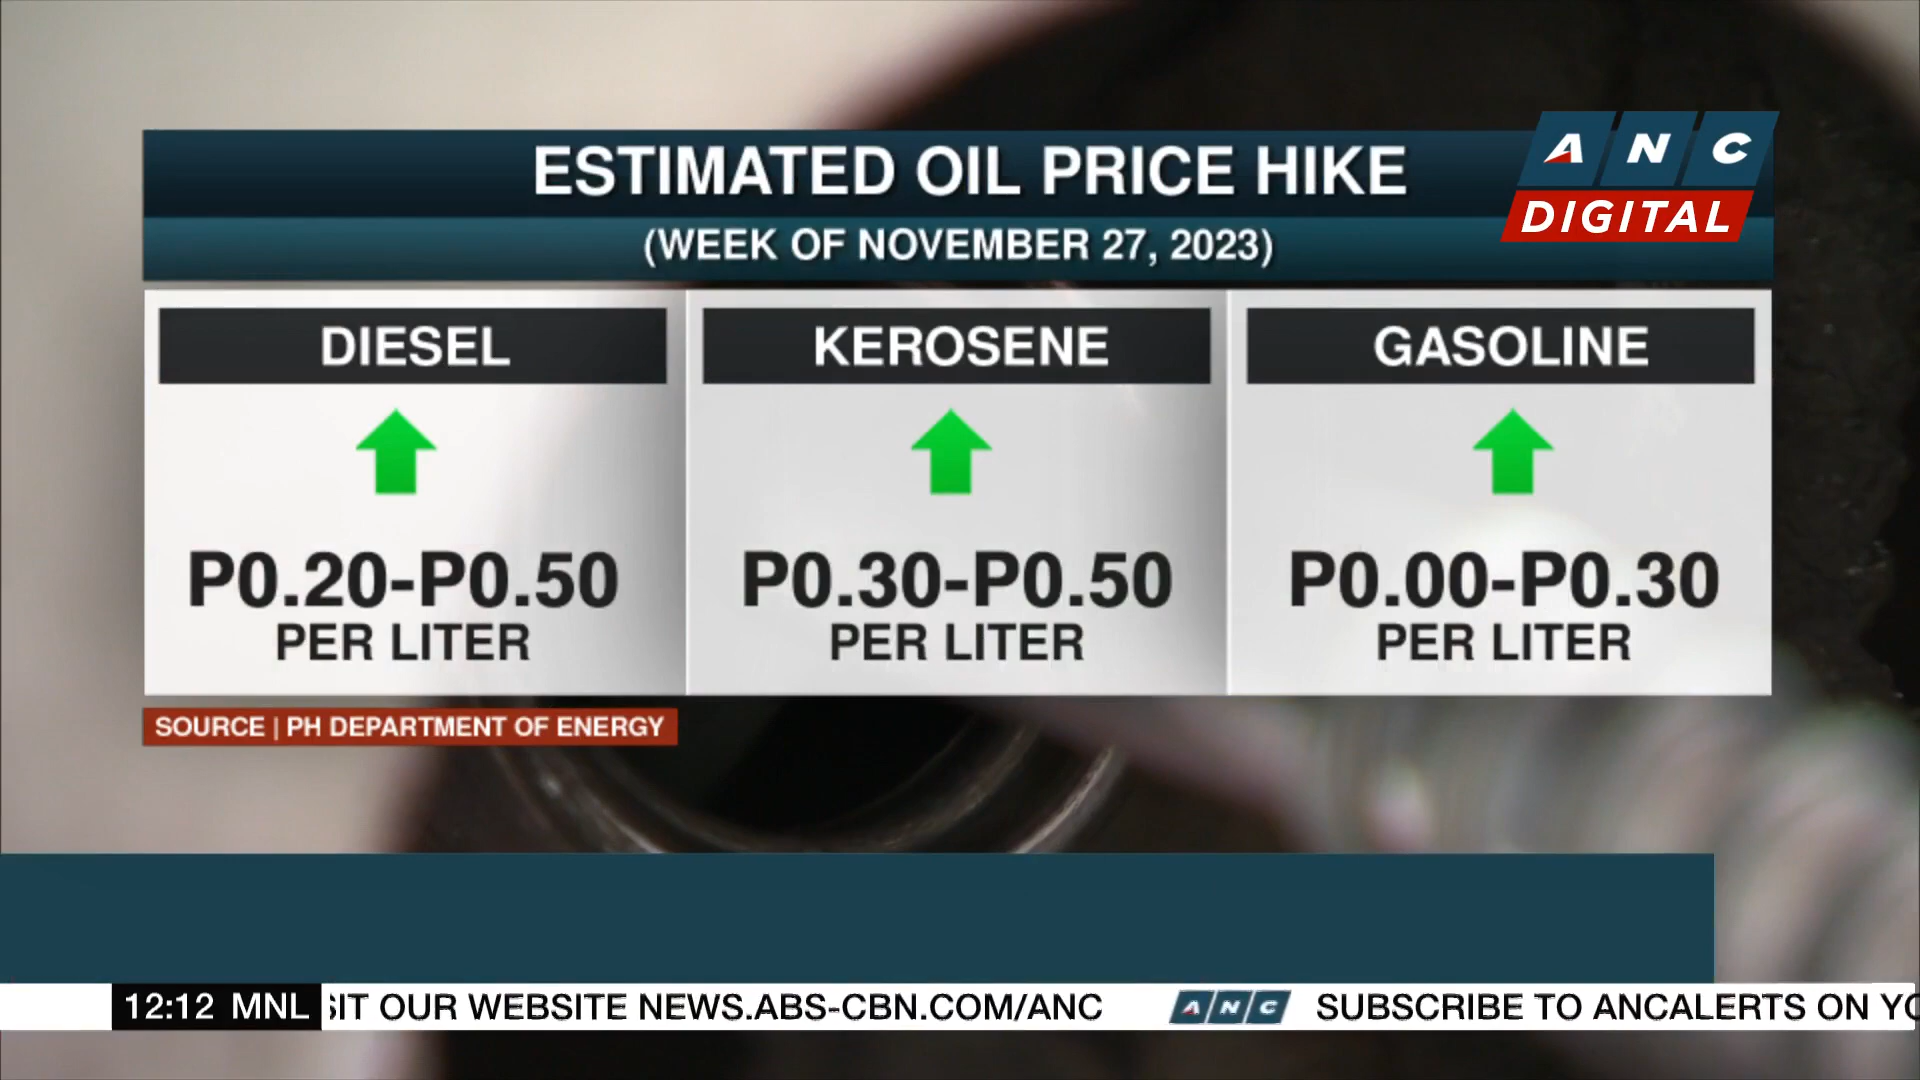 ESTIMATED OIL PRICE HIKE
(WEEK OF NOVEMBER 27, 2023)
ANC
DIGITAL
DIESEL
P0.20-P0.50
PER LITER
KEROSENE
P0.30-P0.50
PER LITER
GASOLINE
P0.00-P0.30
PER LITER
SOURCE | PH DEPARTMENT OF ENERGY
12:12 MNL
OUR WEBSITE NEWS.ABS-CBN.COM/ANC
ANC
SUBSCRIBE TO ANCALERTS ON